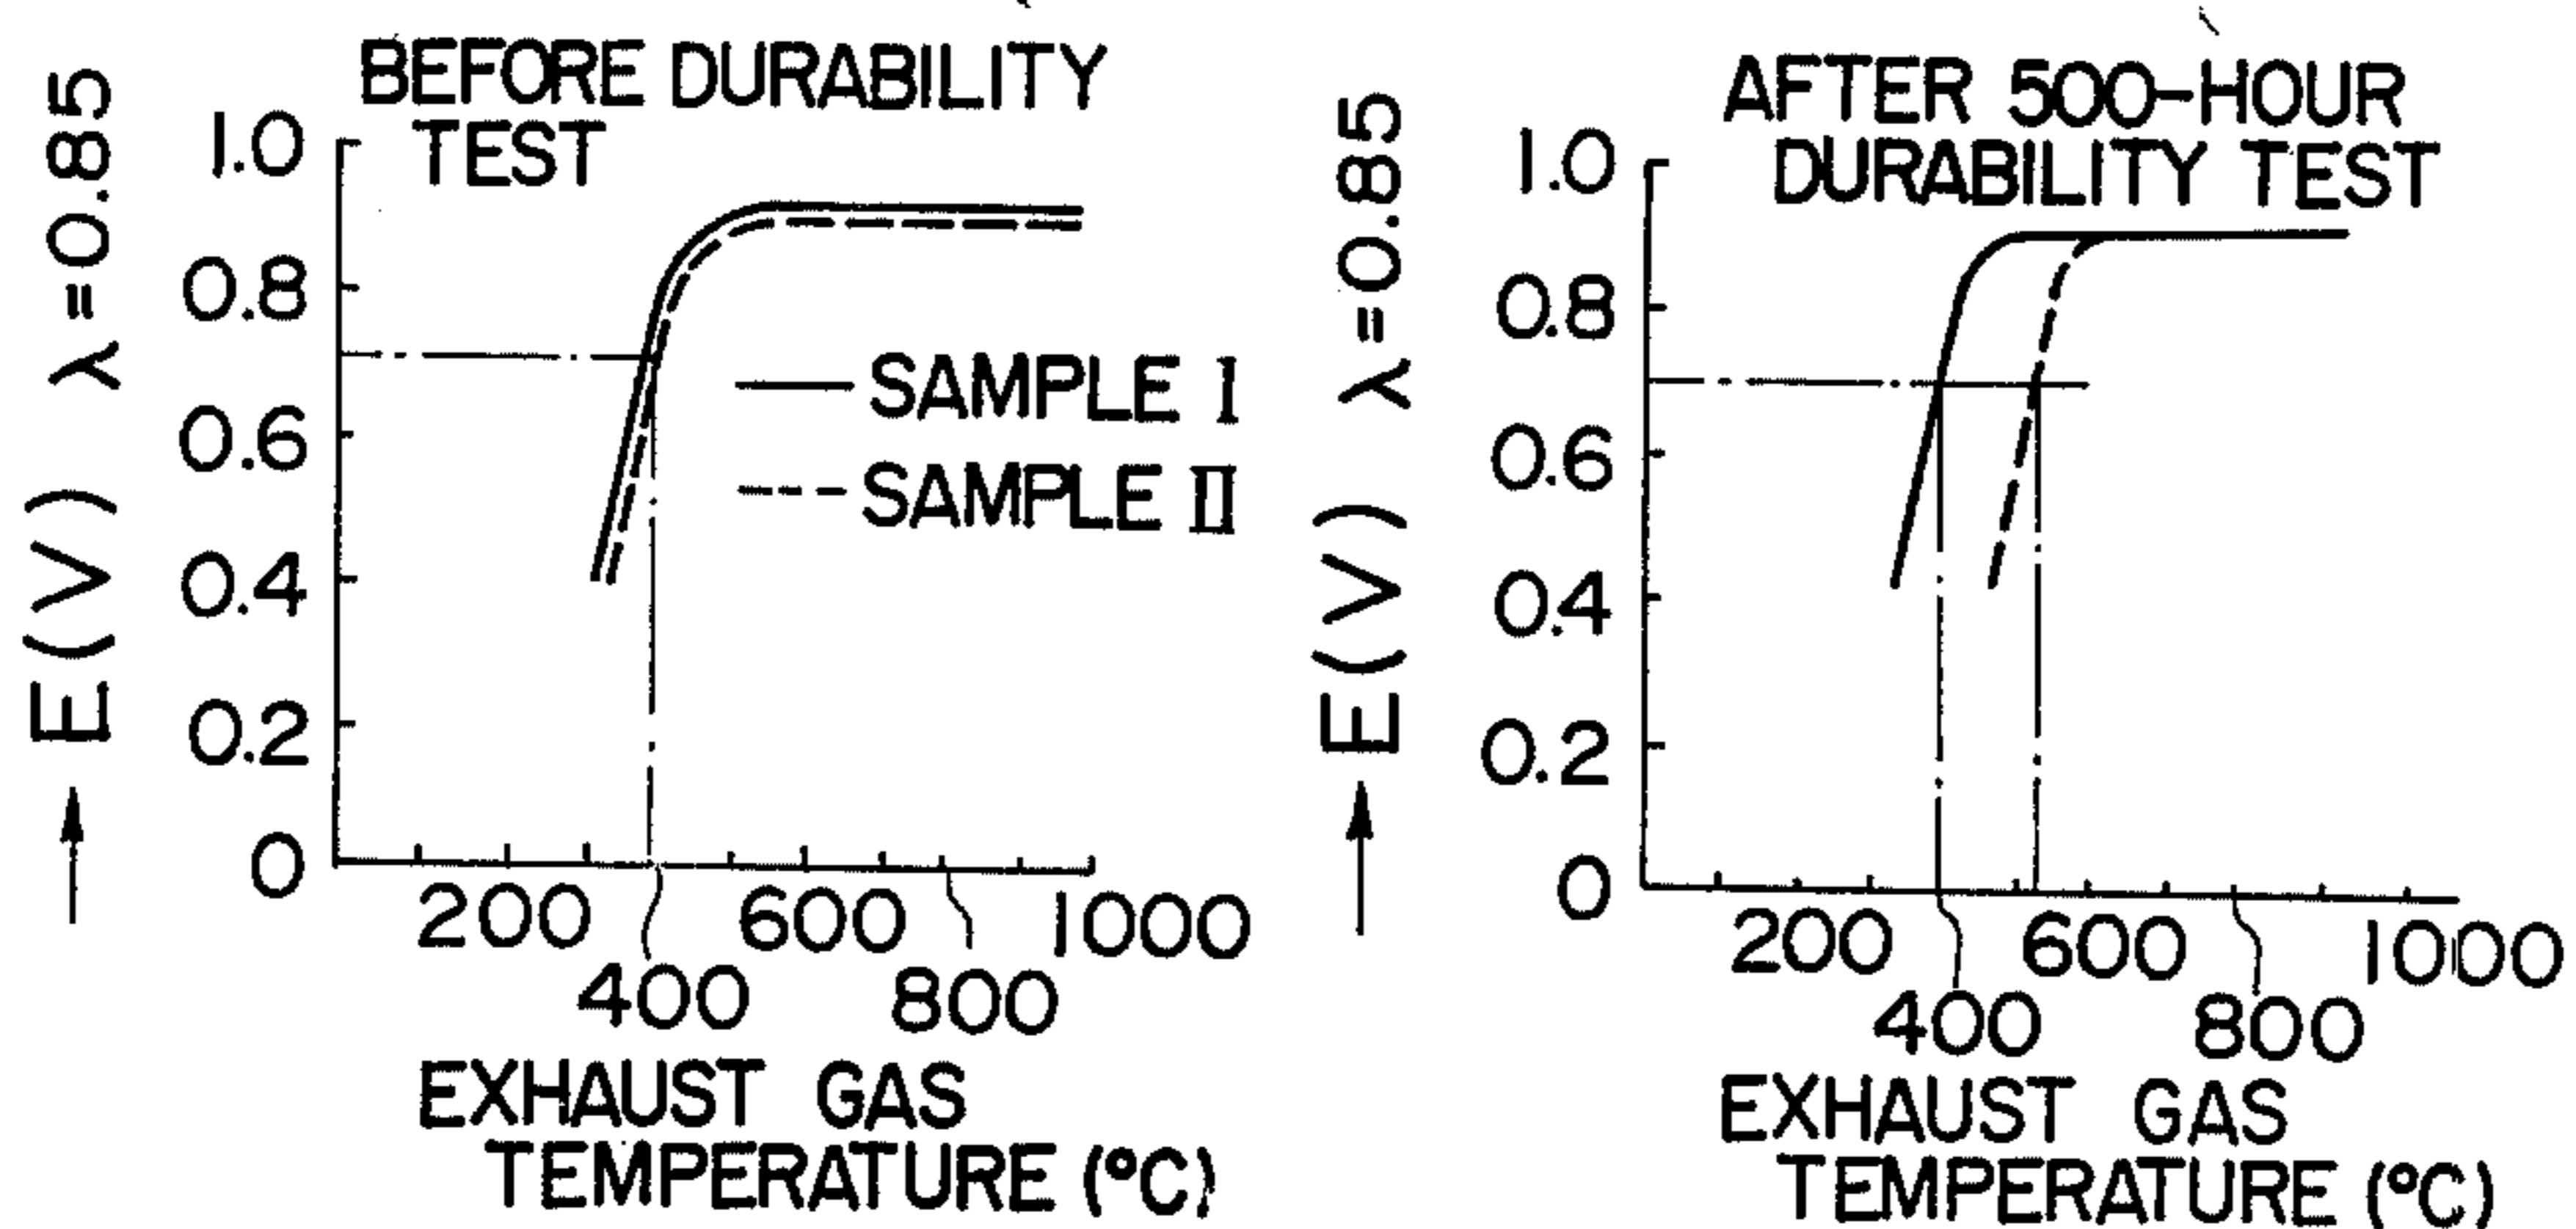 BEFORE DURABILITY
TEST
E(V) λ=0.85
1.0
0.8
0.6
0.4
0.2
0
SAMPLE I
SAMPLE II
200
600
1000
400
800
EXHAUST GAS
TEMPERATURE (°C)
AFTER 500-HOUR
DURABILITY TEST
E(V) λ=0.85
1.0
0.8
0.6
0.4
0.2
0
200
600
1000
400
800
EXHAUST GAS
TEMPERATURE (°C)